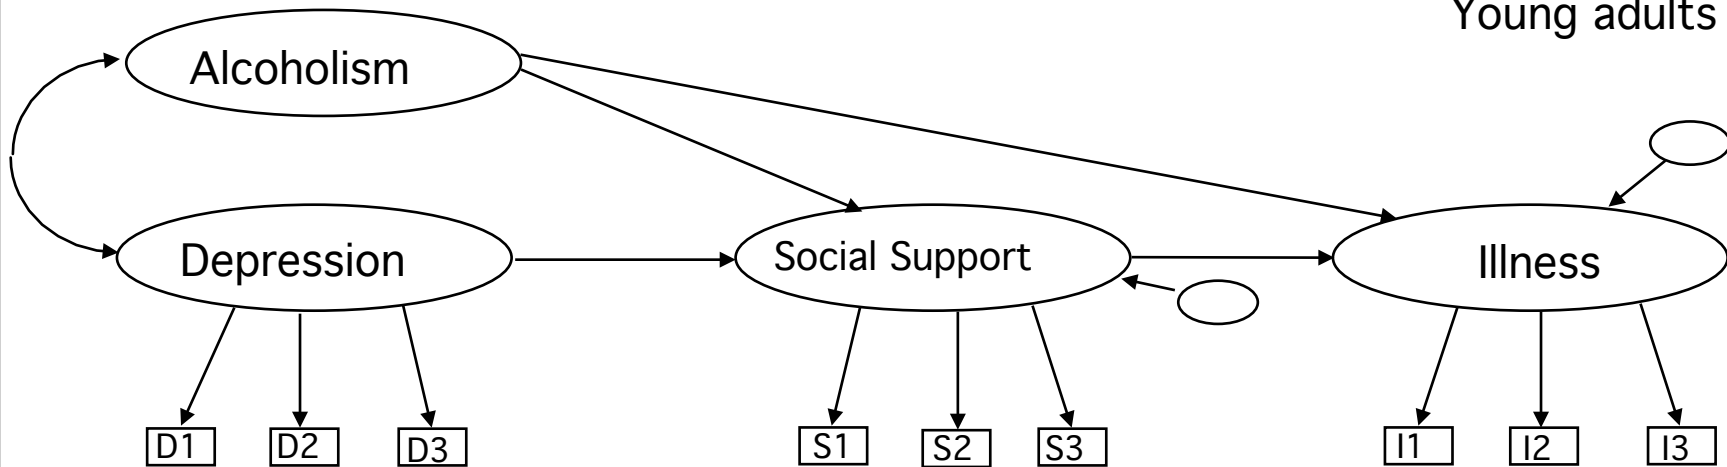 Young adults
Alcoholism
Depression
Social Support
Illness
D1
D2
D3
S1
S2
S3
I1
I2
I3